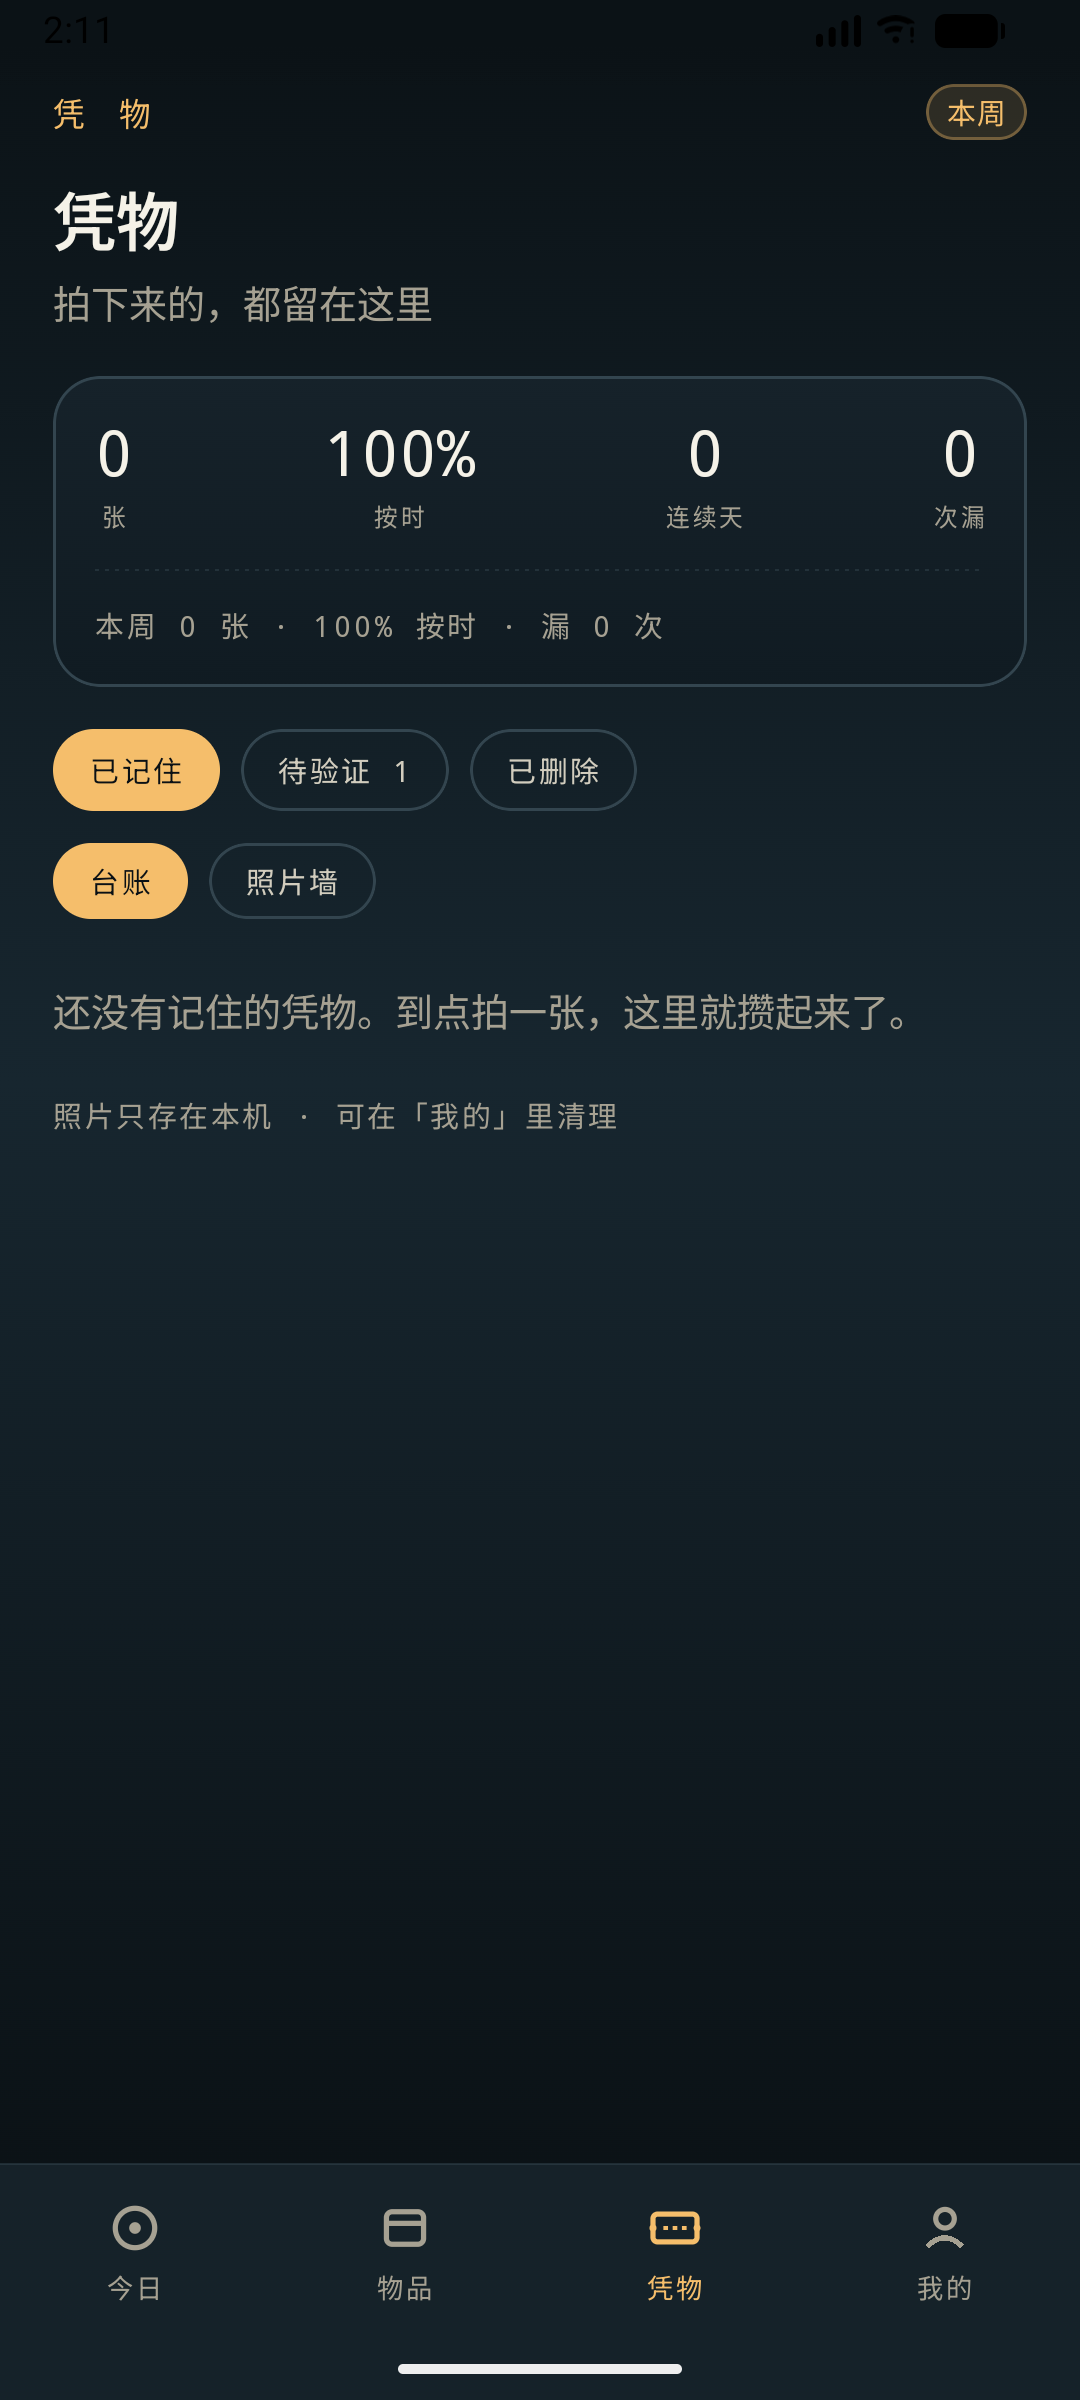 2:11
凭 物
本周
凭物
拍下来的，都留在这里
0 100% 0 0
张 按时 连续天 次漏
本周 0 张 · 100% 按时 · 漏 0 次
已记住 待验证 1 已删除
台账 照片墙
还没有记住的凭物。到点拍一张，这里就攒起来了。
照片只存在本机 · 可在「我的」里清理
今日 物品 凭物 我的